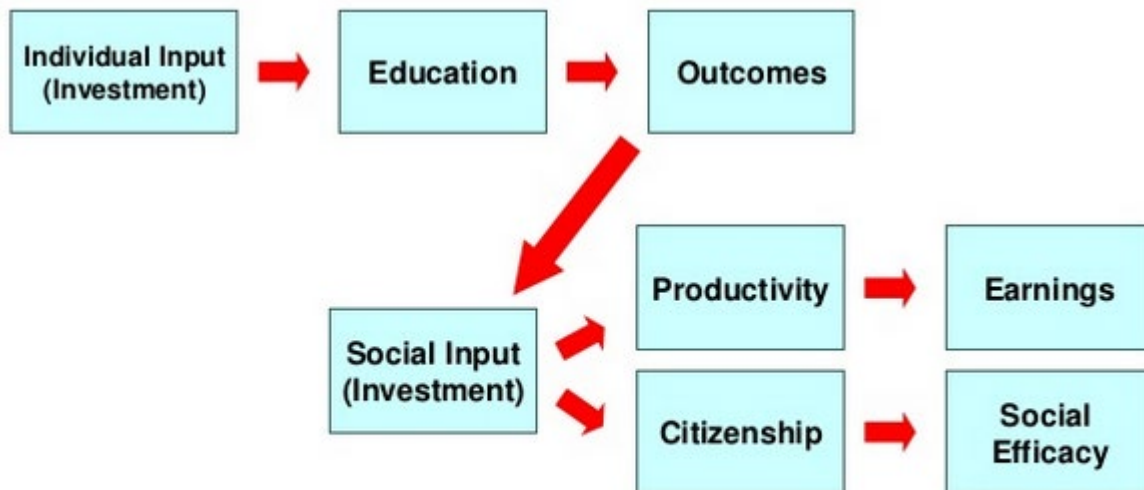 Individual Input
(Investment)
Education
Outcomes
Social Input
(Investment)
Productivity
Earnings
Citizenship
Social
Efficacy